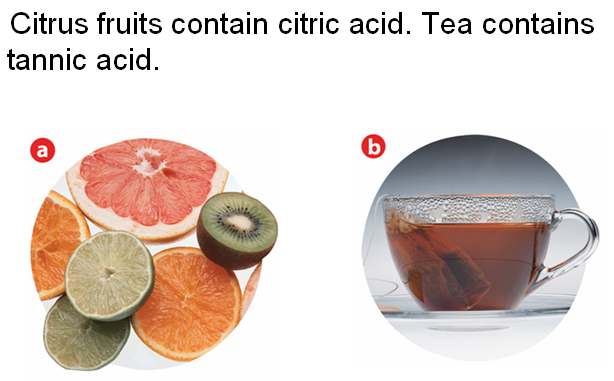 Citrus fruits contain citric acid. Tea contains
tannic acid.
a
b